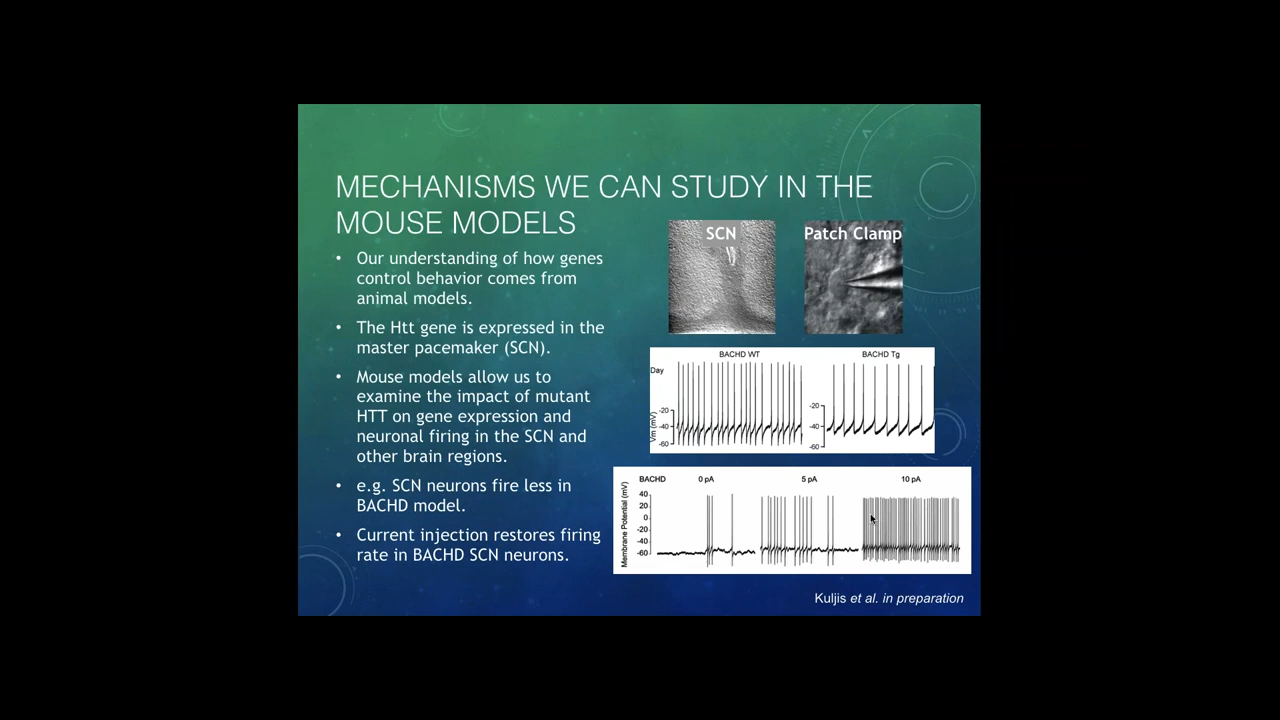 MECHANISMS WE CAN STUDY IN THE
MOUSE MODELS
• Our understanding of how genes
control behavior comes from
animal models.
• The Htt gene is expressed in the
master pacemaker (SCN).
• Mouse models allow us to
examine the impact of mutant
HTT on gene expression and
neuronal firing in the SCN and
other brain regions.
• e.g. SCN neurons fire less in
BACHD model.
• Current injection restores firing
rate in BACHD SCN neurons.
SCN
Patch Clamp
BACHD WT
BACHD Tg
Day
Vm (mV)
-20
-40
-60
-20
-40
-60
BACHD
0 pA
5 pA
10 pA
Membrane Potential (mV)
40
20
0
-20
-40
-60
Kuljis et al. in preparation